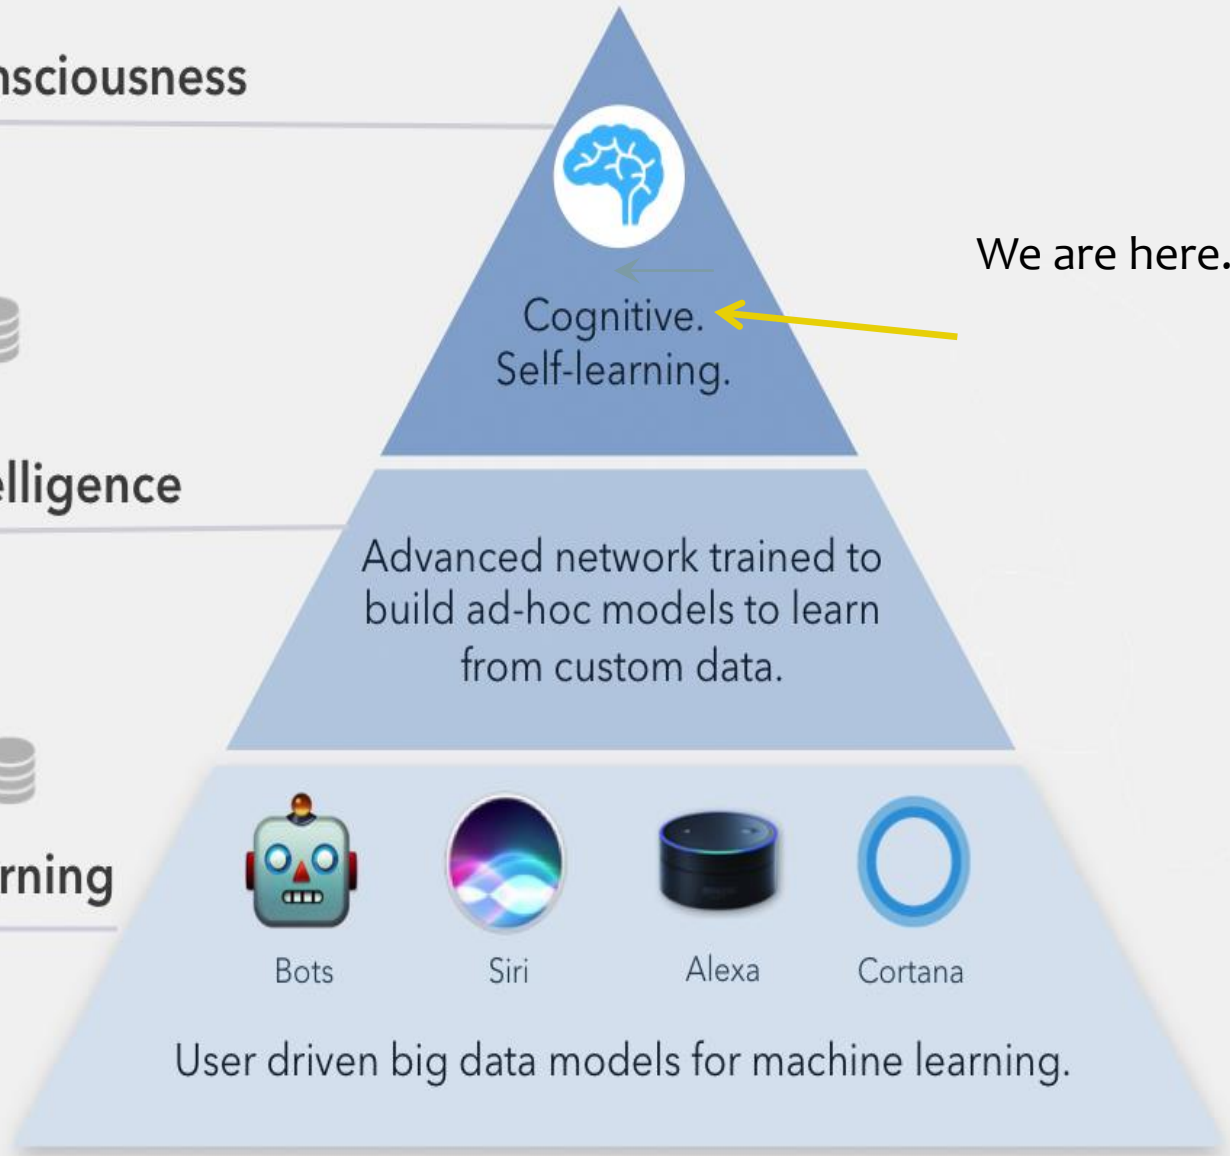 nsciousness
We are here.
Cognitive.
Self-learning.
elligence
Advanced network trained to
build ad-hoc models to learn
from custom data.
rning
Bots
Siri
Alexa
Cortana
User driven big data models for machine learning.